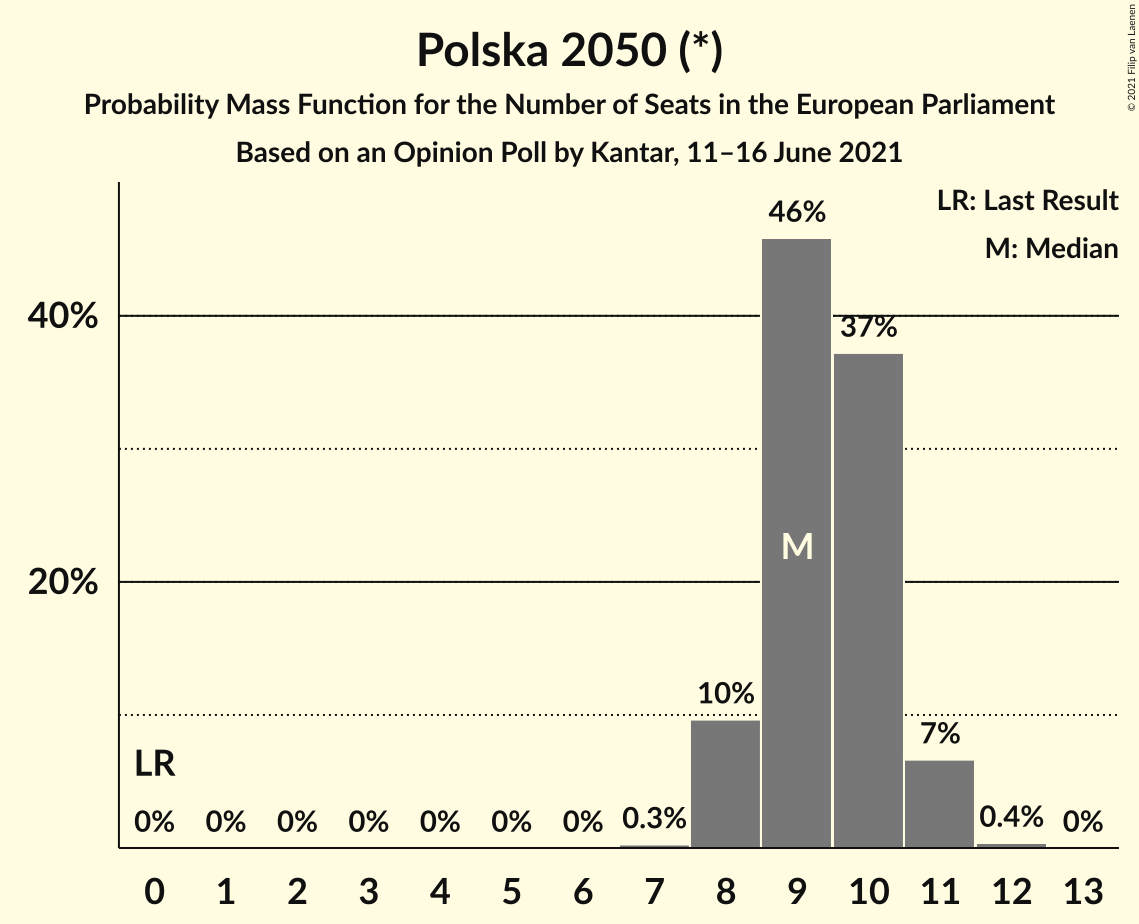 Polska 2050 (*)
Probability Mass Function for the Number of Seats in the European Parliament
Based on an Opinion Poll by Kantar, 11–16 June 2021
© 2021 Filip van Laenen
LR: Last Result
M: Median
46%
40%
37%
M
20%
10%
7%
LR
0% 0% 0% 0% 0% 0% 0% 0.3% 0.4% 0%
0 1 2 3 4 5 6 7 8 9 10 11 12 13